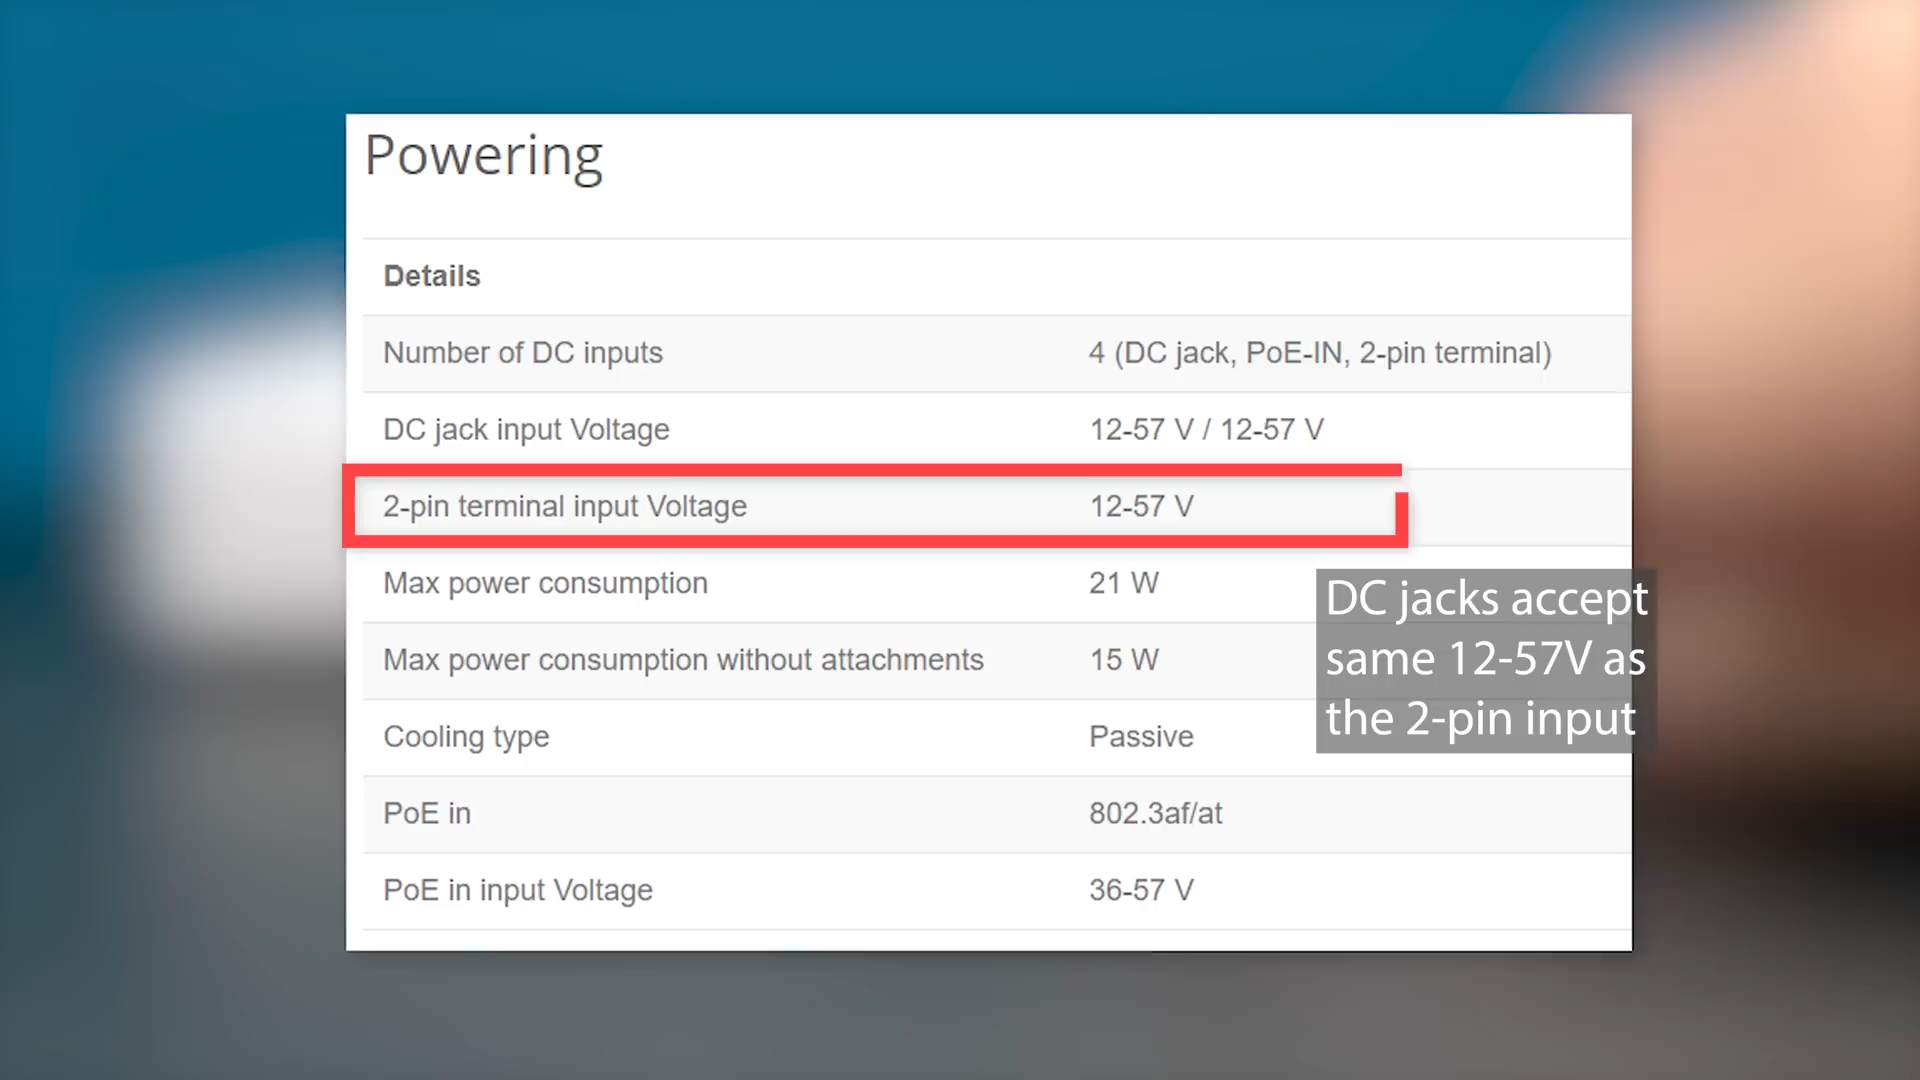 Powering
Details
Number of DC inputs 4 (DC jack, PoE-IN, 2-pin terminal)
DC jack input Voltage 12-57 V / 12-57 V
2-pin terminal input Voltage 12-57 V
Max power consumption 21 W
Max power consumption without attachments 15 W
Cooling type Passive
PoE in 802.3af/at
PoE in input Voltage 36-57 V
DC jacks accept
same 12-57V as
the 2-pin input